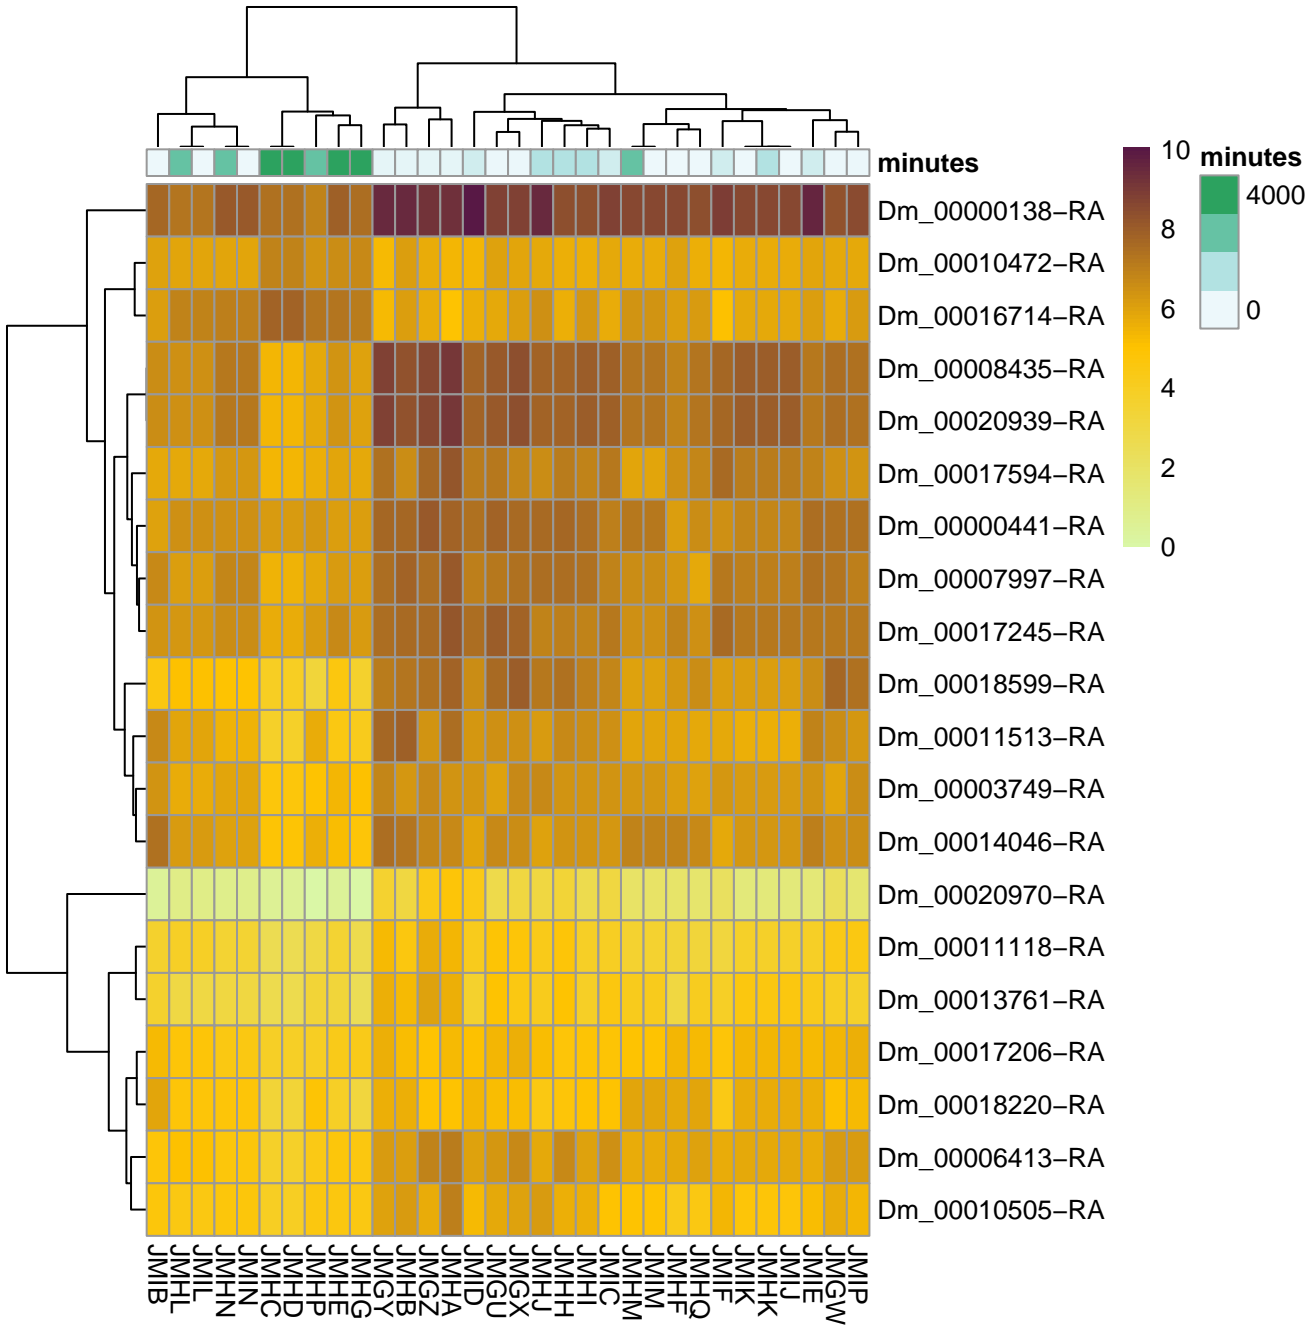 minutes
10
8
6
4
2
0
minutes
4000
0
Dm_00000138−RA
Dm_00010472−RA
Dm_00016714−RA
Dm_00008435−RA
Dm_00020939−RA
Dm_00017594−RA
Dm_00000441−RA
Dm_00007997−RA
Dm_00017245−RA
Dm_00018599−RA
Dm_00011513−RA
Dm_00003749−RA
Dm_00014046−RA
Dm_00020970−RA
Dm_00011118−RA
Dm_00013761−RA
Dm_00017206−RA
Dm_00018220−RA
Dm_00006413−RA
Dm_00010505−RA
JMIB
JMHL
JMIL
JMHN
JMIN
JMHC
JMHD
JMHP
JMHE
JMHG
JMGY
JMHB
JMGZ
JMHA
JMID
JMGU
JMGX
JMHJ
JMHH
JMHI
JMIC
JMHM
JMIM
JMHF
JMHQ
JMIF
JMIK
JMHK
JMIJ
JMIE
JMGW
JMIP